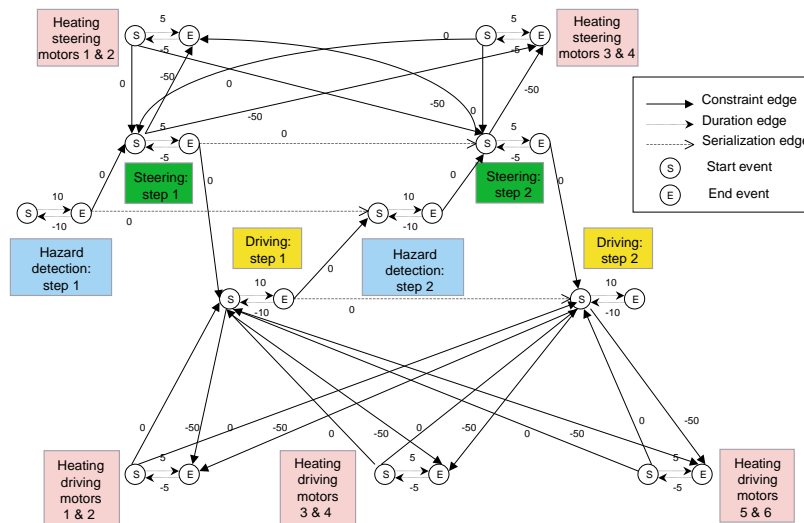 Heating
steering
motors 1 & 2
S
5
-5
E
0
-50
0
S
5
-5
E
Heating
steering
motors 3 & 4
0
-50
0
-50
Constraint edge
Duration edge
Serialization edge
S
Start event
E
End event
S
5
-5
E
0
S
5
-5
E
0
Steering:
step 1
0
0
Steering:
step 2
0
S
10
-10
E
0
S
10
-10
E
Hazard
detection:
step 1
Driving:
step 1
0
Hazard
detection:
step 2
Driving:
step 2
S
10
-10
E
0
S
10
-10
E
0
-50
0
-50
0
-50
0
-50
0
-50
0
-50
Heating
driving
motors
1 & 2
S
5
-5
E
Heating
driving
motors
3 & 4
S
5
-5
E
S
5
-5
E
Heating
driving
motors
5 & 6